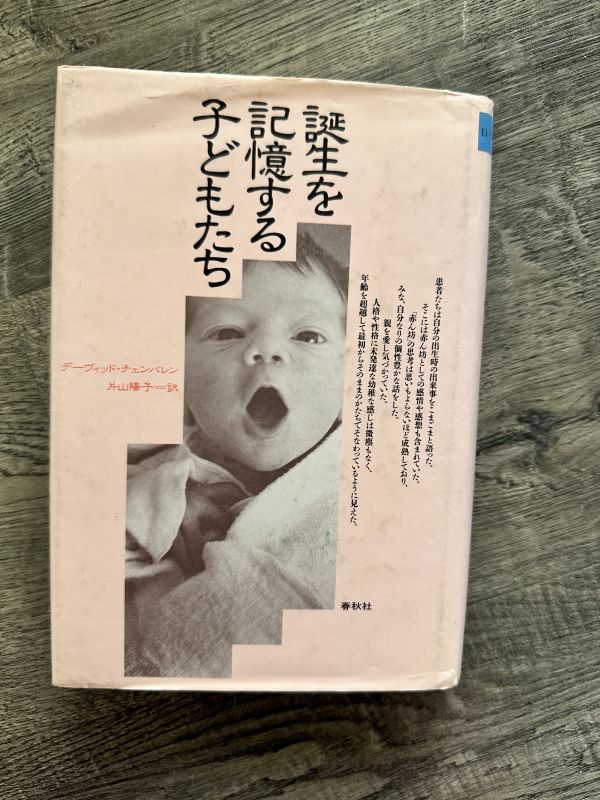 誕生を
記憶する
子どもたち
デーヴィッド・チェンバレン
片山陽子＝訳
患者たちは自分の出生時の出来事をこまごまと語った。
そこには赤ん坊としての感情や感想も含まれていた。
「赤ん坊」の思考は思いもよらないほど成熟しており、
みな、自分なりの個性豊かな話をした。
親を愛し気づかっていた。
人格や性格に未発達な幼稚な感じは微塵もなく、
年齢を超越して最初からそのままのかたちでそなわっているように見えた。
春秋社